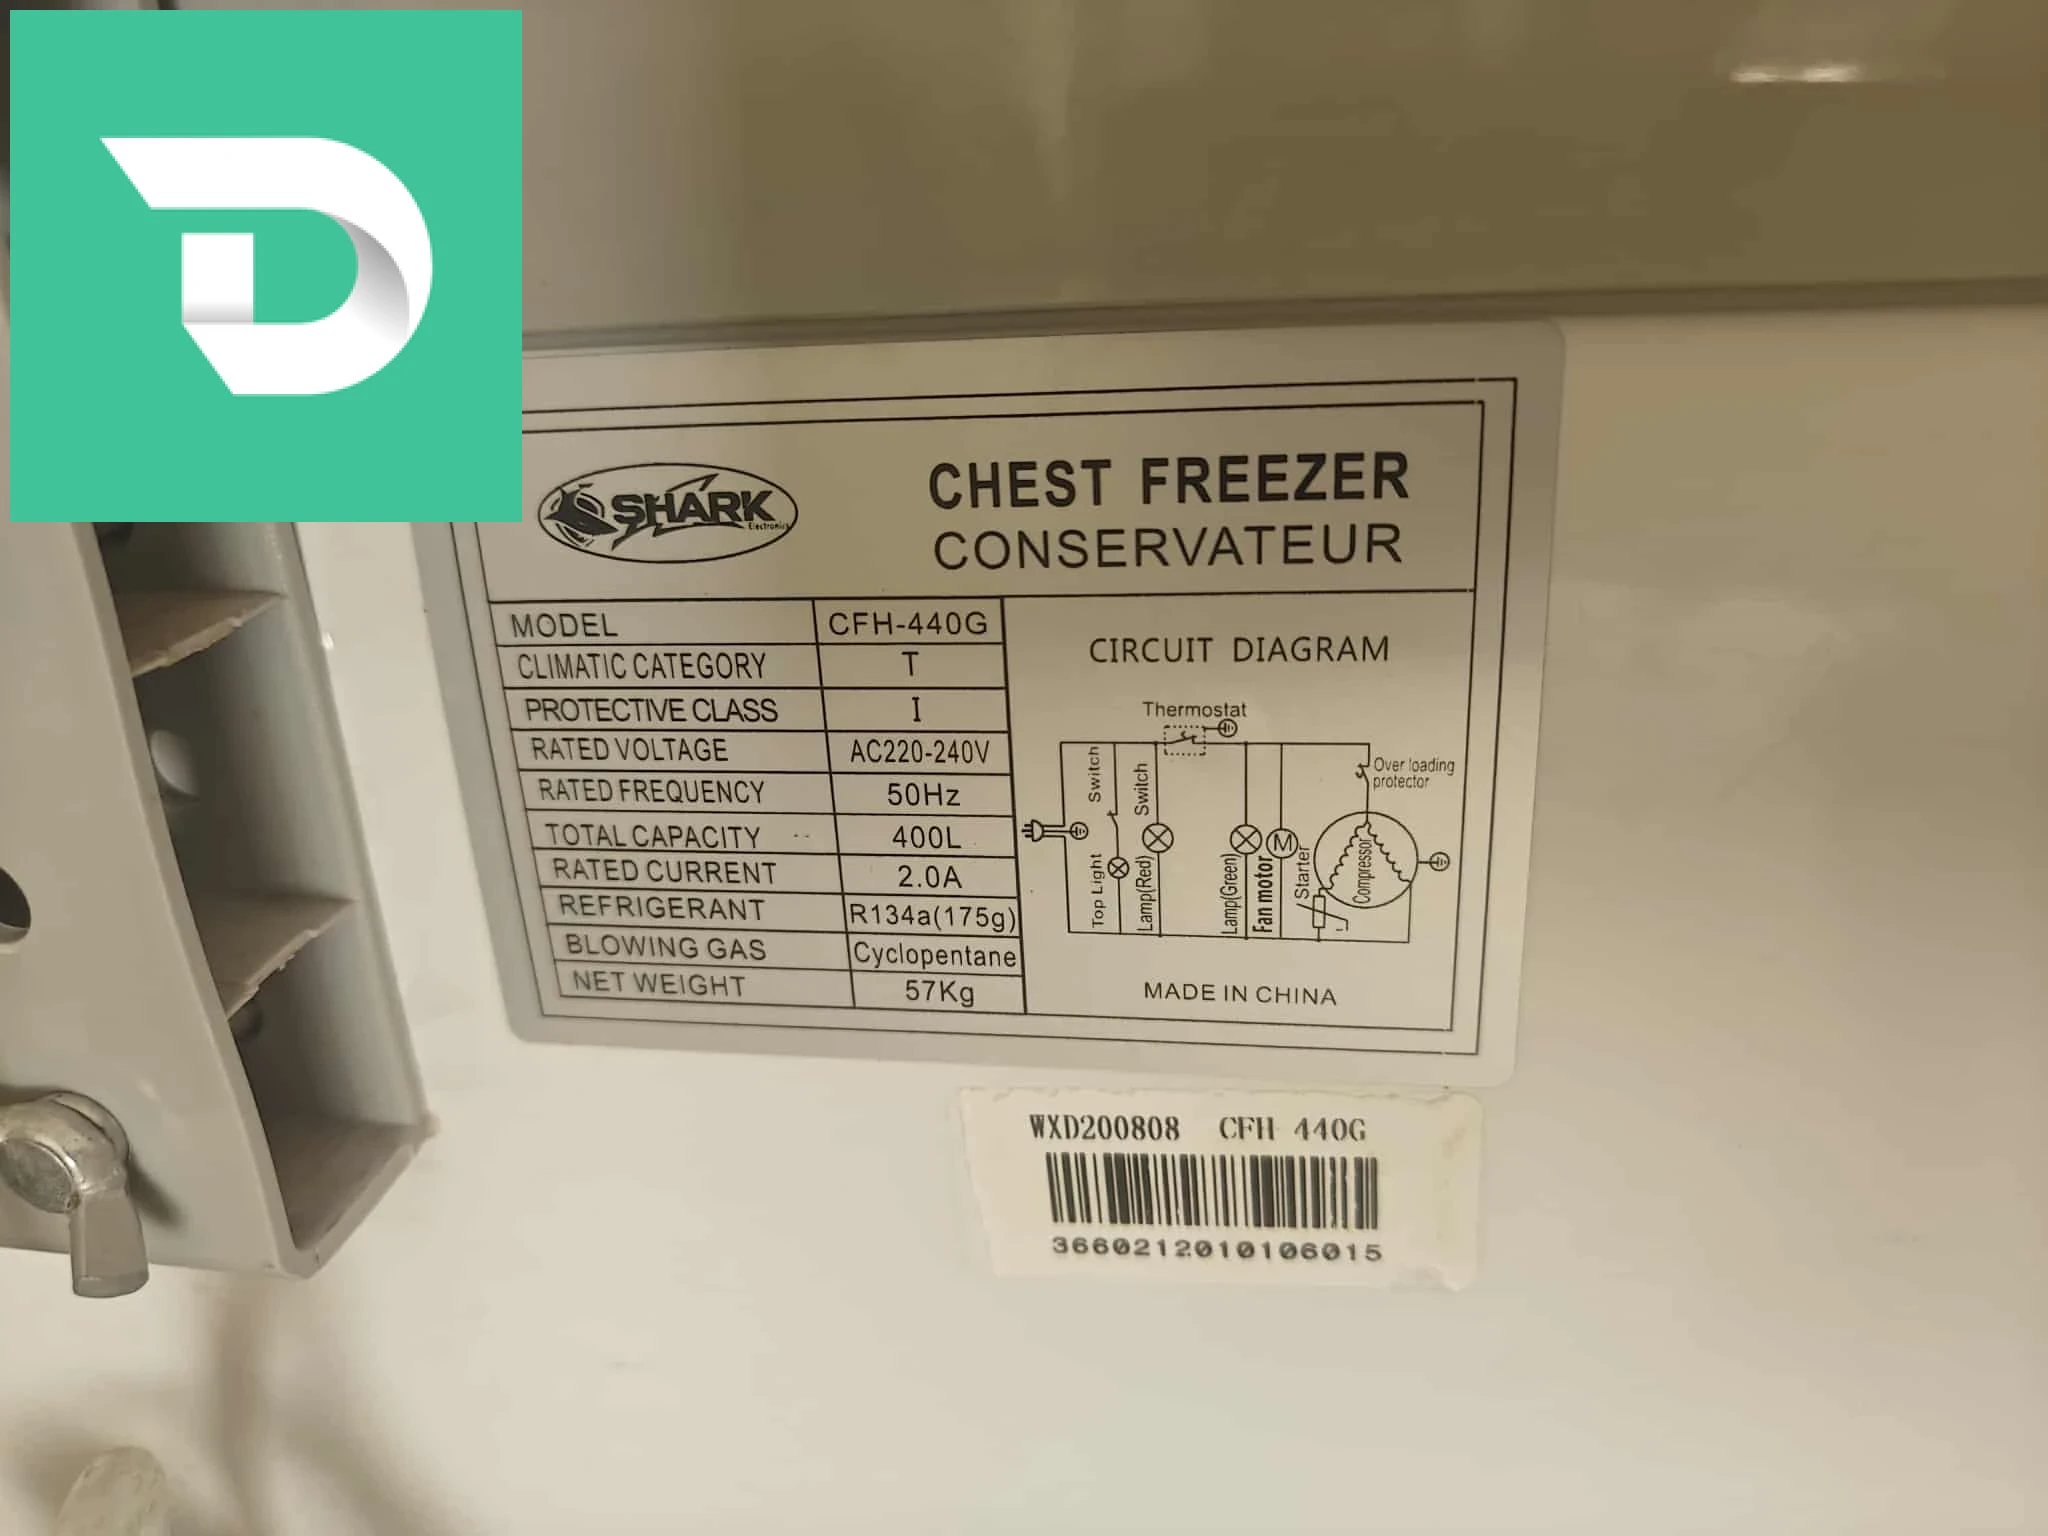 SHARK
Electronics
CHEST FREEZER
CONSERVATEUR
MODEL CFH-440G
CLIMATIC CATEGORY T
PROTECTIVE CLASS I
RATED VOLTAGE AC220-240V
RATED FREQUENCY 50Hz
TOTAL CAPACITY 400L
RATED CURRENT 2.0A
REFRIGERANT R134a(175g)
BLOWING GAS Cyclopentane
NET WEIGHT 57Kg
CIRCUIT DIAGRAM
Thermostat
Switch
Switch
Over loading
protector
Top Light
Lamp(Red)
Lamp(Green)
Fan motor
M
Starter
Compressor
MADE IN CHINA
WXD200808 CFH 440G
3660212010106015